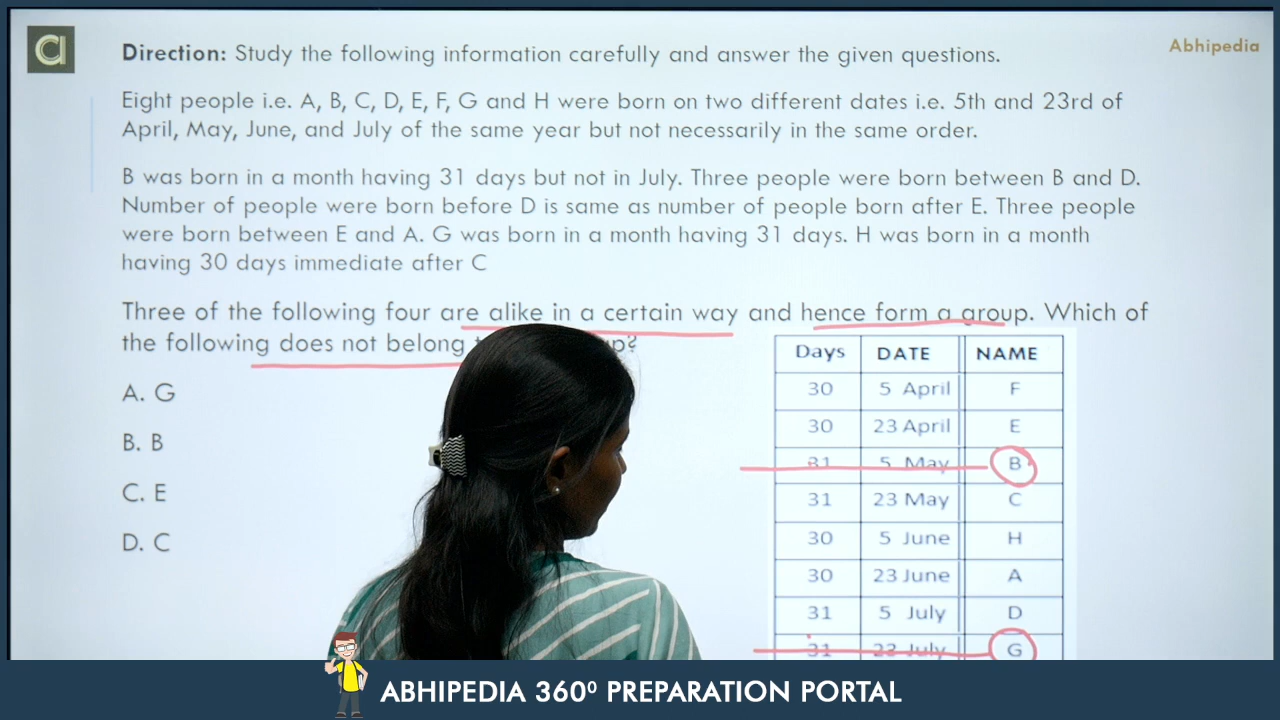 a
Abhipedia
Direction: Study the following information carefully and answer the given questions.
Eight people i.e. A, B, C, D, E, F, G and H were born on two different dates i.e. 5th and 23rd of
April, May, June, and July of the same year but not necessarily in the same order.
B was born in a month having 31 days but not in July. Three people were born between B and D.
Number of people were born before D is same as number of people born after E. Three people
were born between E and A. G was born in a month having 31 days. H was born in a month
having 30 days immediate after C
Three of the following four are alike in a certain way and hence form a group. Which of
the following does not belong
A. G
B. B
C. E
D. C
Days DATE NAME
30 5 April F
30 23 April E
31 5 May B
31 23 May C
30 5 June H
30 23 June A
31 5 July D
31 23 July G
ABHIPEDIA 360⁰ PREPARATION PORTAL